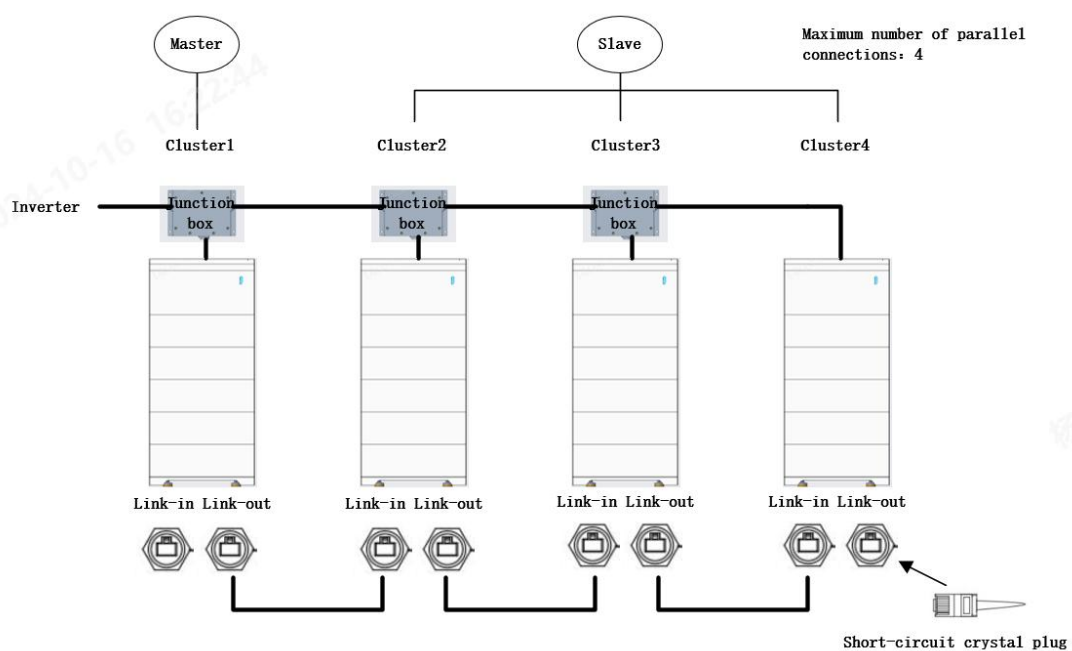 Master
Slave
Maximum number of parallel
connections: 4
Cluster1
Cluster2
Cluster3
Cluster4
Inverter
Junction
box
Junction
box
Junction
box
Link-in Link-out
Link-in Link-out
Link-in Link-out
Link-in Link-out
Short-circuit crystal plug